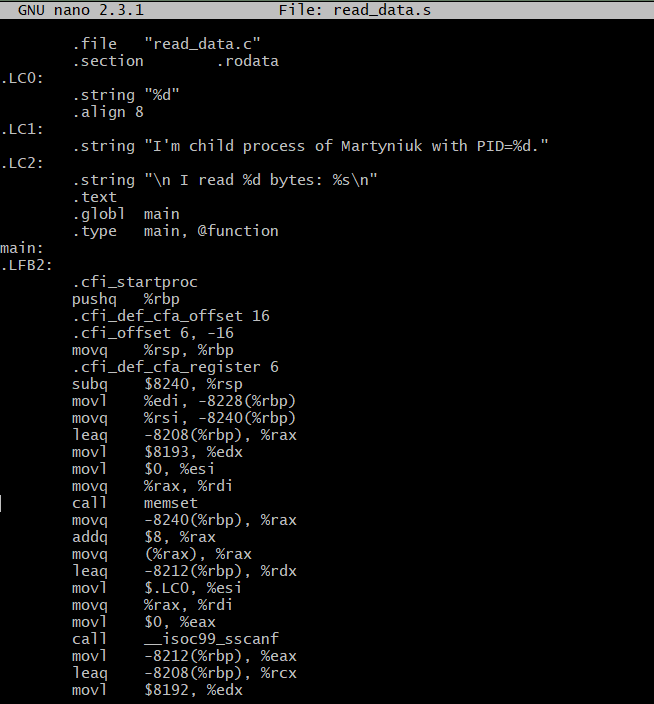 GNU nano 2.3.1 File: read_data.s
.file "read_data.c"
.section .rodata
.LC0:
.string "%d"
.align 8
.LC1:
.string "I'm child process of Martyniuk with PID=%d."
.LC2:
.string "\n I read %d bytes: %s\n"
.text
.globl main
.type main, @function
main:
.LFB2:
.cfi_startproc
pushq %rbp
.cfi_def_cfa_offset 16
.cfi_offset 6, -16
movq %rsp, %rbp
.cfi_def_cfa_register 6
subq $8240, %rsp
movl %edi, -8228(%rbp)
movq %rsi, -8240(%rbp)
leaq -8208(%rbp), %rax
movl $8193, %edx
movl $0, %esi
movq %rax, %rdi
call memset
movq -8240(%rbp), %rax
addq $8, %rax
movq (%rax), %rax
leaq -8212(%rbp), %rdx
movl $.LC0, %esi
movq %rax, %rdi
movl $0, %eax
call __isoc99_sscanf
movl -8212(%rbp), %eax
leaq -8208(%rbp), %rcx
movl $8192, %edx